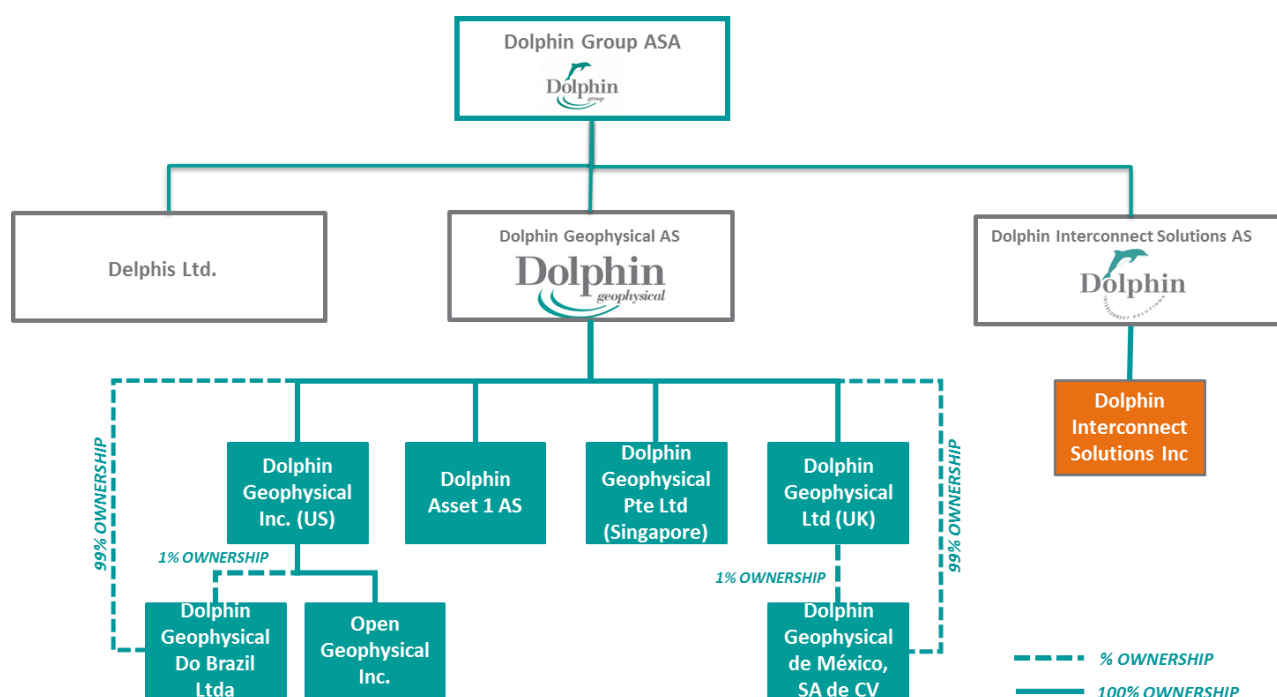 Dolphin Group ASA
Dolphin
group
Delphis Ltd.
Dolphin Geophysical AS
Dolphin
geophysical
Dolphin Interconnect Solutions AS
Dolphin
INTERCONNECT SOLUTIONS
99% OWNERSHIP
Dolphin
Geophysical
Inc. (US)
Dolphin
Asset 1 AS
Dolphin
Geophysical
Pte Ltd
(Singapore)
Dolphin
Geophysical
Ltd (UK)
99% OWNERSHIP
Dolphin
Interconnect
Solutions Inc
1% OWNERSHIP
1% OWNERSHIP
Dolphin
Geophysical
Do Brazil
Ltda
Open
Geophysical
Inc.
Dolphin
Geophysical
de México,
SA de CV
% OWNERSHIP
100% OWNERSHIP